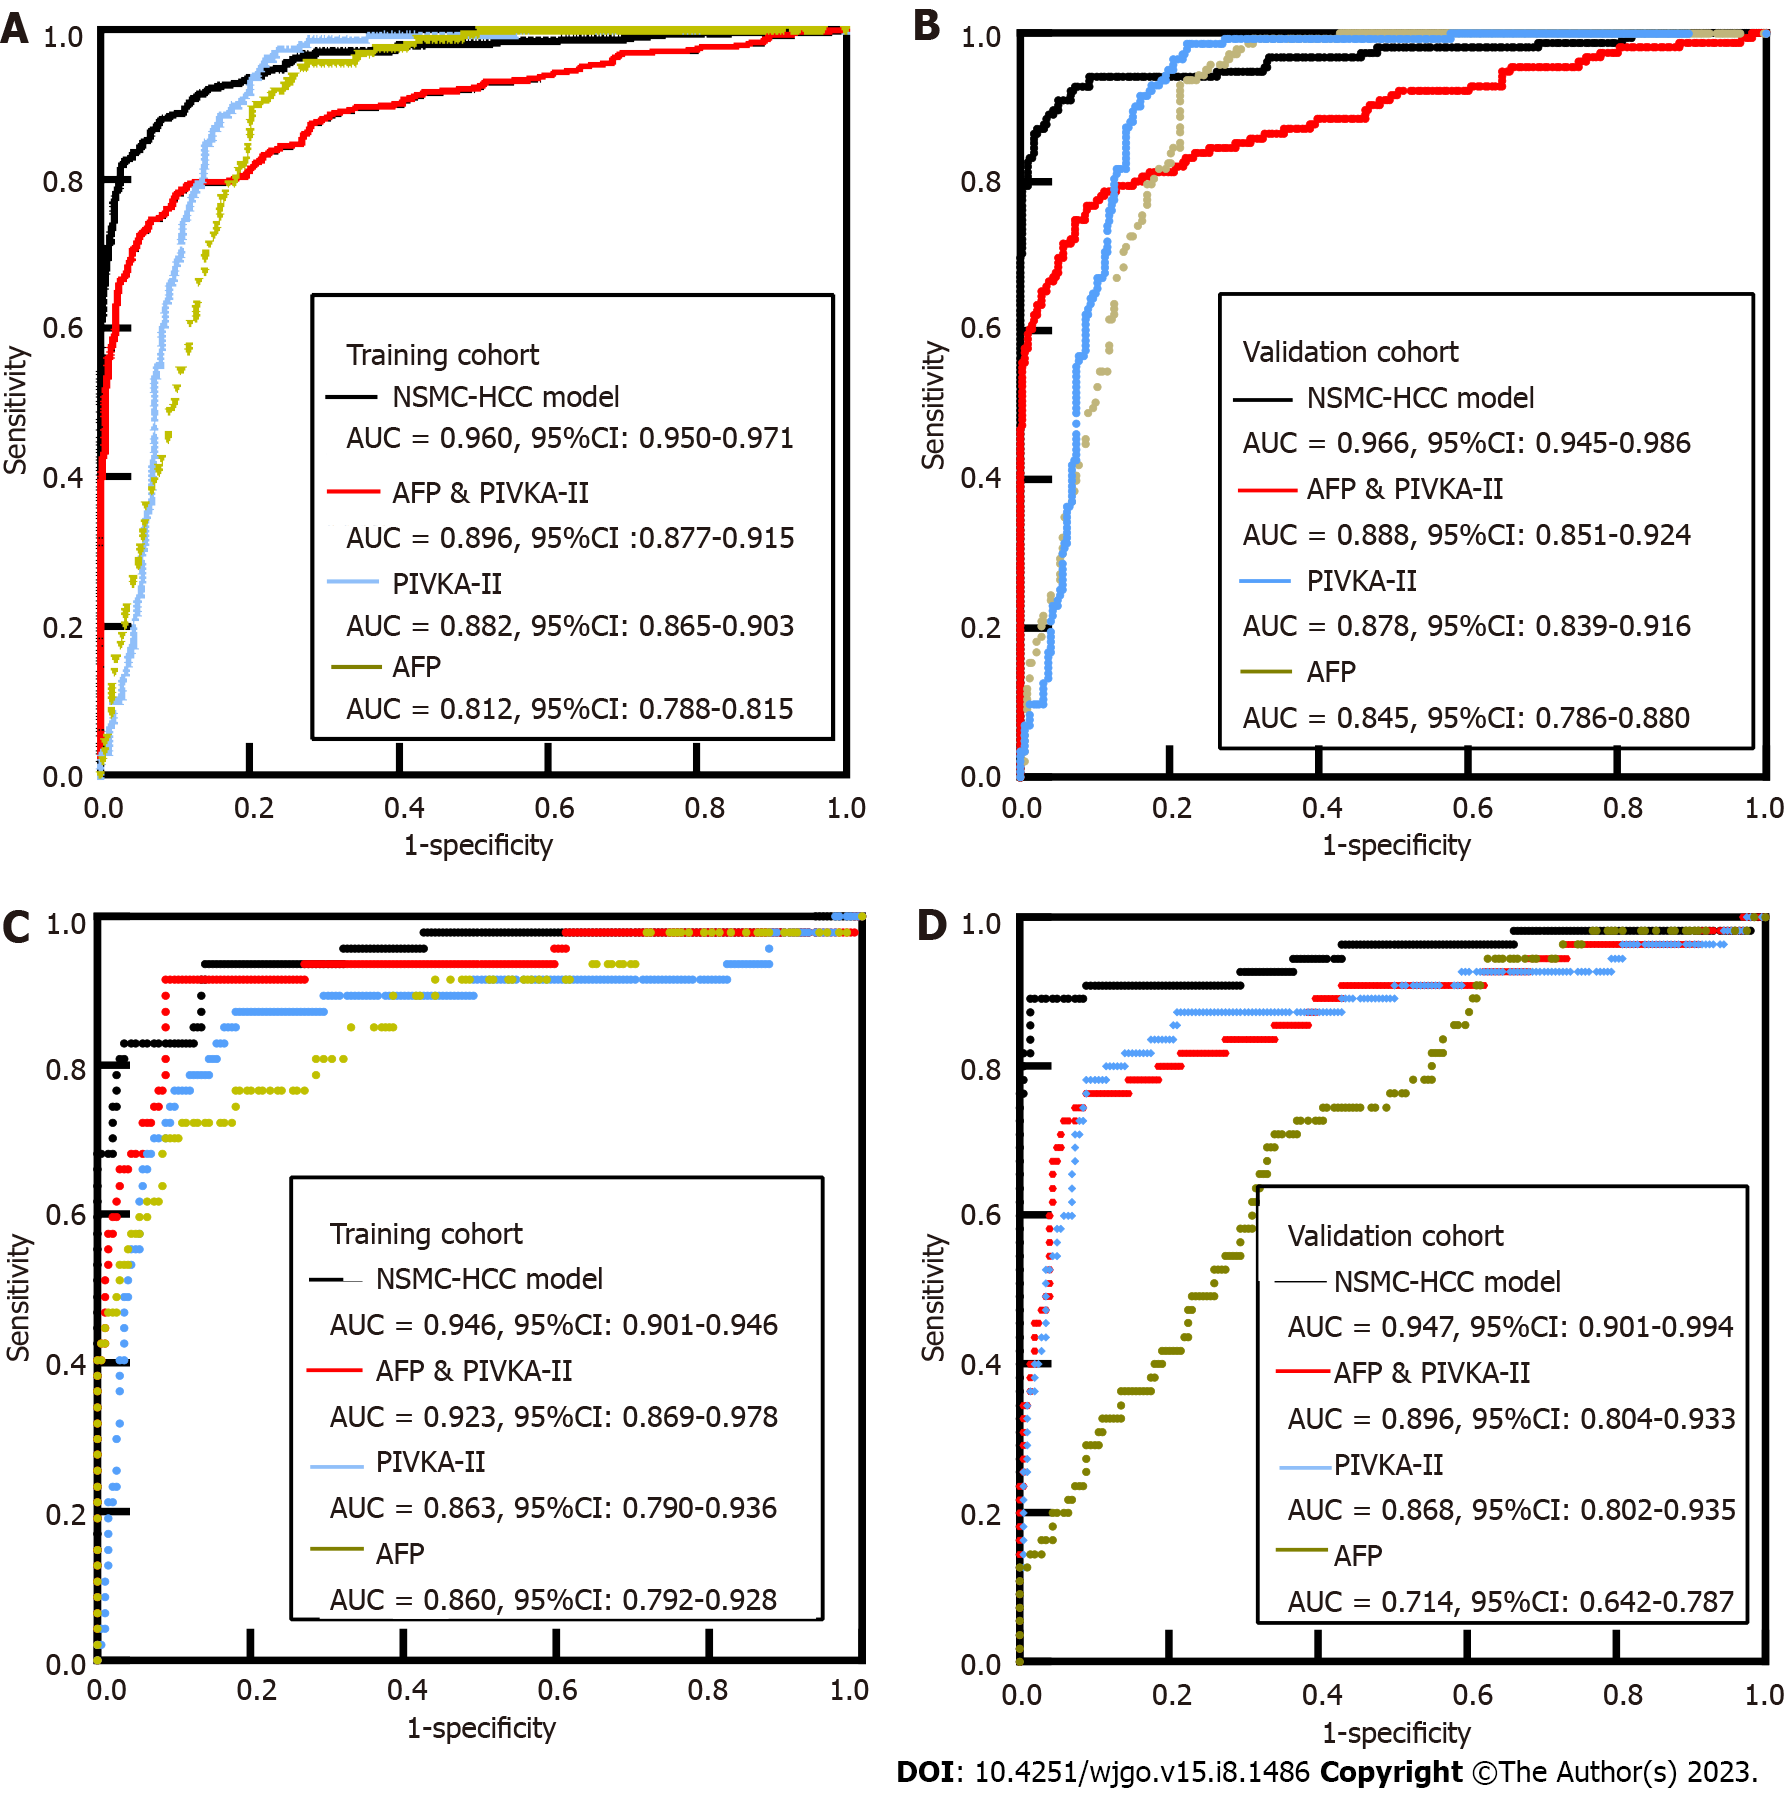 A
1.0
0.8
0.6
0.4
0.2
0.0
Sensitivity
Training cohort
NSMC-HCC model
AUC = 0.960, 95%CI: 0.950-0.971
AFP & PIVKA-II
AUC = 0.896, 95%CI :0.877-0.915
PIVKA-II
AUC = 0.882, 95%CI: 0.865-0.903
AFP
AUC = 0.812, 95%CI: 0.788-0.815
0.0 0.2 0.4 0.6 0.8 1.0
1-specificity
B
1.0
0.8
0.6
0.4
0.2
0.0
Sensitivity
Validation cohort
NSMC-HCC model
AUC = 0.966, 95%CI: 0.945-0.986
AFP & PIVKA-II
AUC = 0.888, 95%CI: 0.851-0.924
PIVKA-II
AUC = 0.878, 95%CI: 0.839-0.916
AFP
AUC = 0.845, 95%CI: 0.786-0.880
0.0 0.2 0.4 0.6 0.8 1.0
1-specificity
C
1.0
0.8
0.6
0.4
0.2
0.0
Sensitivity
Training cohort
NSMC-HCC model
AUC = 0.946, 95%CI: 0.901-0.946
AFP & PIVKA-II
AUC = 0.923, 95%CI: 0.869-0.978
PIVKA-II
AUC = 0.863, 95%CI: 0.790-0.936
AFP
AUC = 0.860, 95%CI: 0.792-0.928
0.0 0.2 0.4 0.6 0.8 1.0
1-specificity
D
1.0
0.8
0.6
0.4
0.2
0.0
Sensitivity
Validation cohort
NSMC-HCC model
AUC = 0.947, 95%CI: 0.901-0.994
AFP & PIVKA-II
AUC = 0.896, 95%CI: 0.804-0.933
PIVKA-II
AUC = 0.868, 95%CI: 0.802-0.935
AFP
AUC = 0.714, 95%CI: 0.642-0.787
0.0 0.2 0.4 0.6 0.8 1.0
1-specificity
DOI: 10.4251/wjgo.v15.i8.1486 Copyright ©The Author(s) 2023.